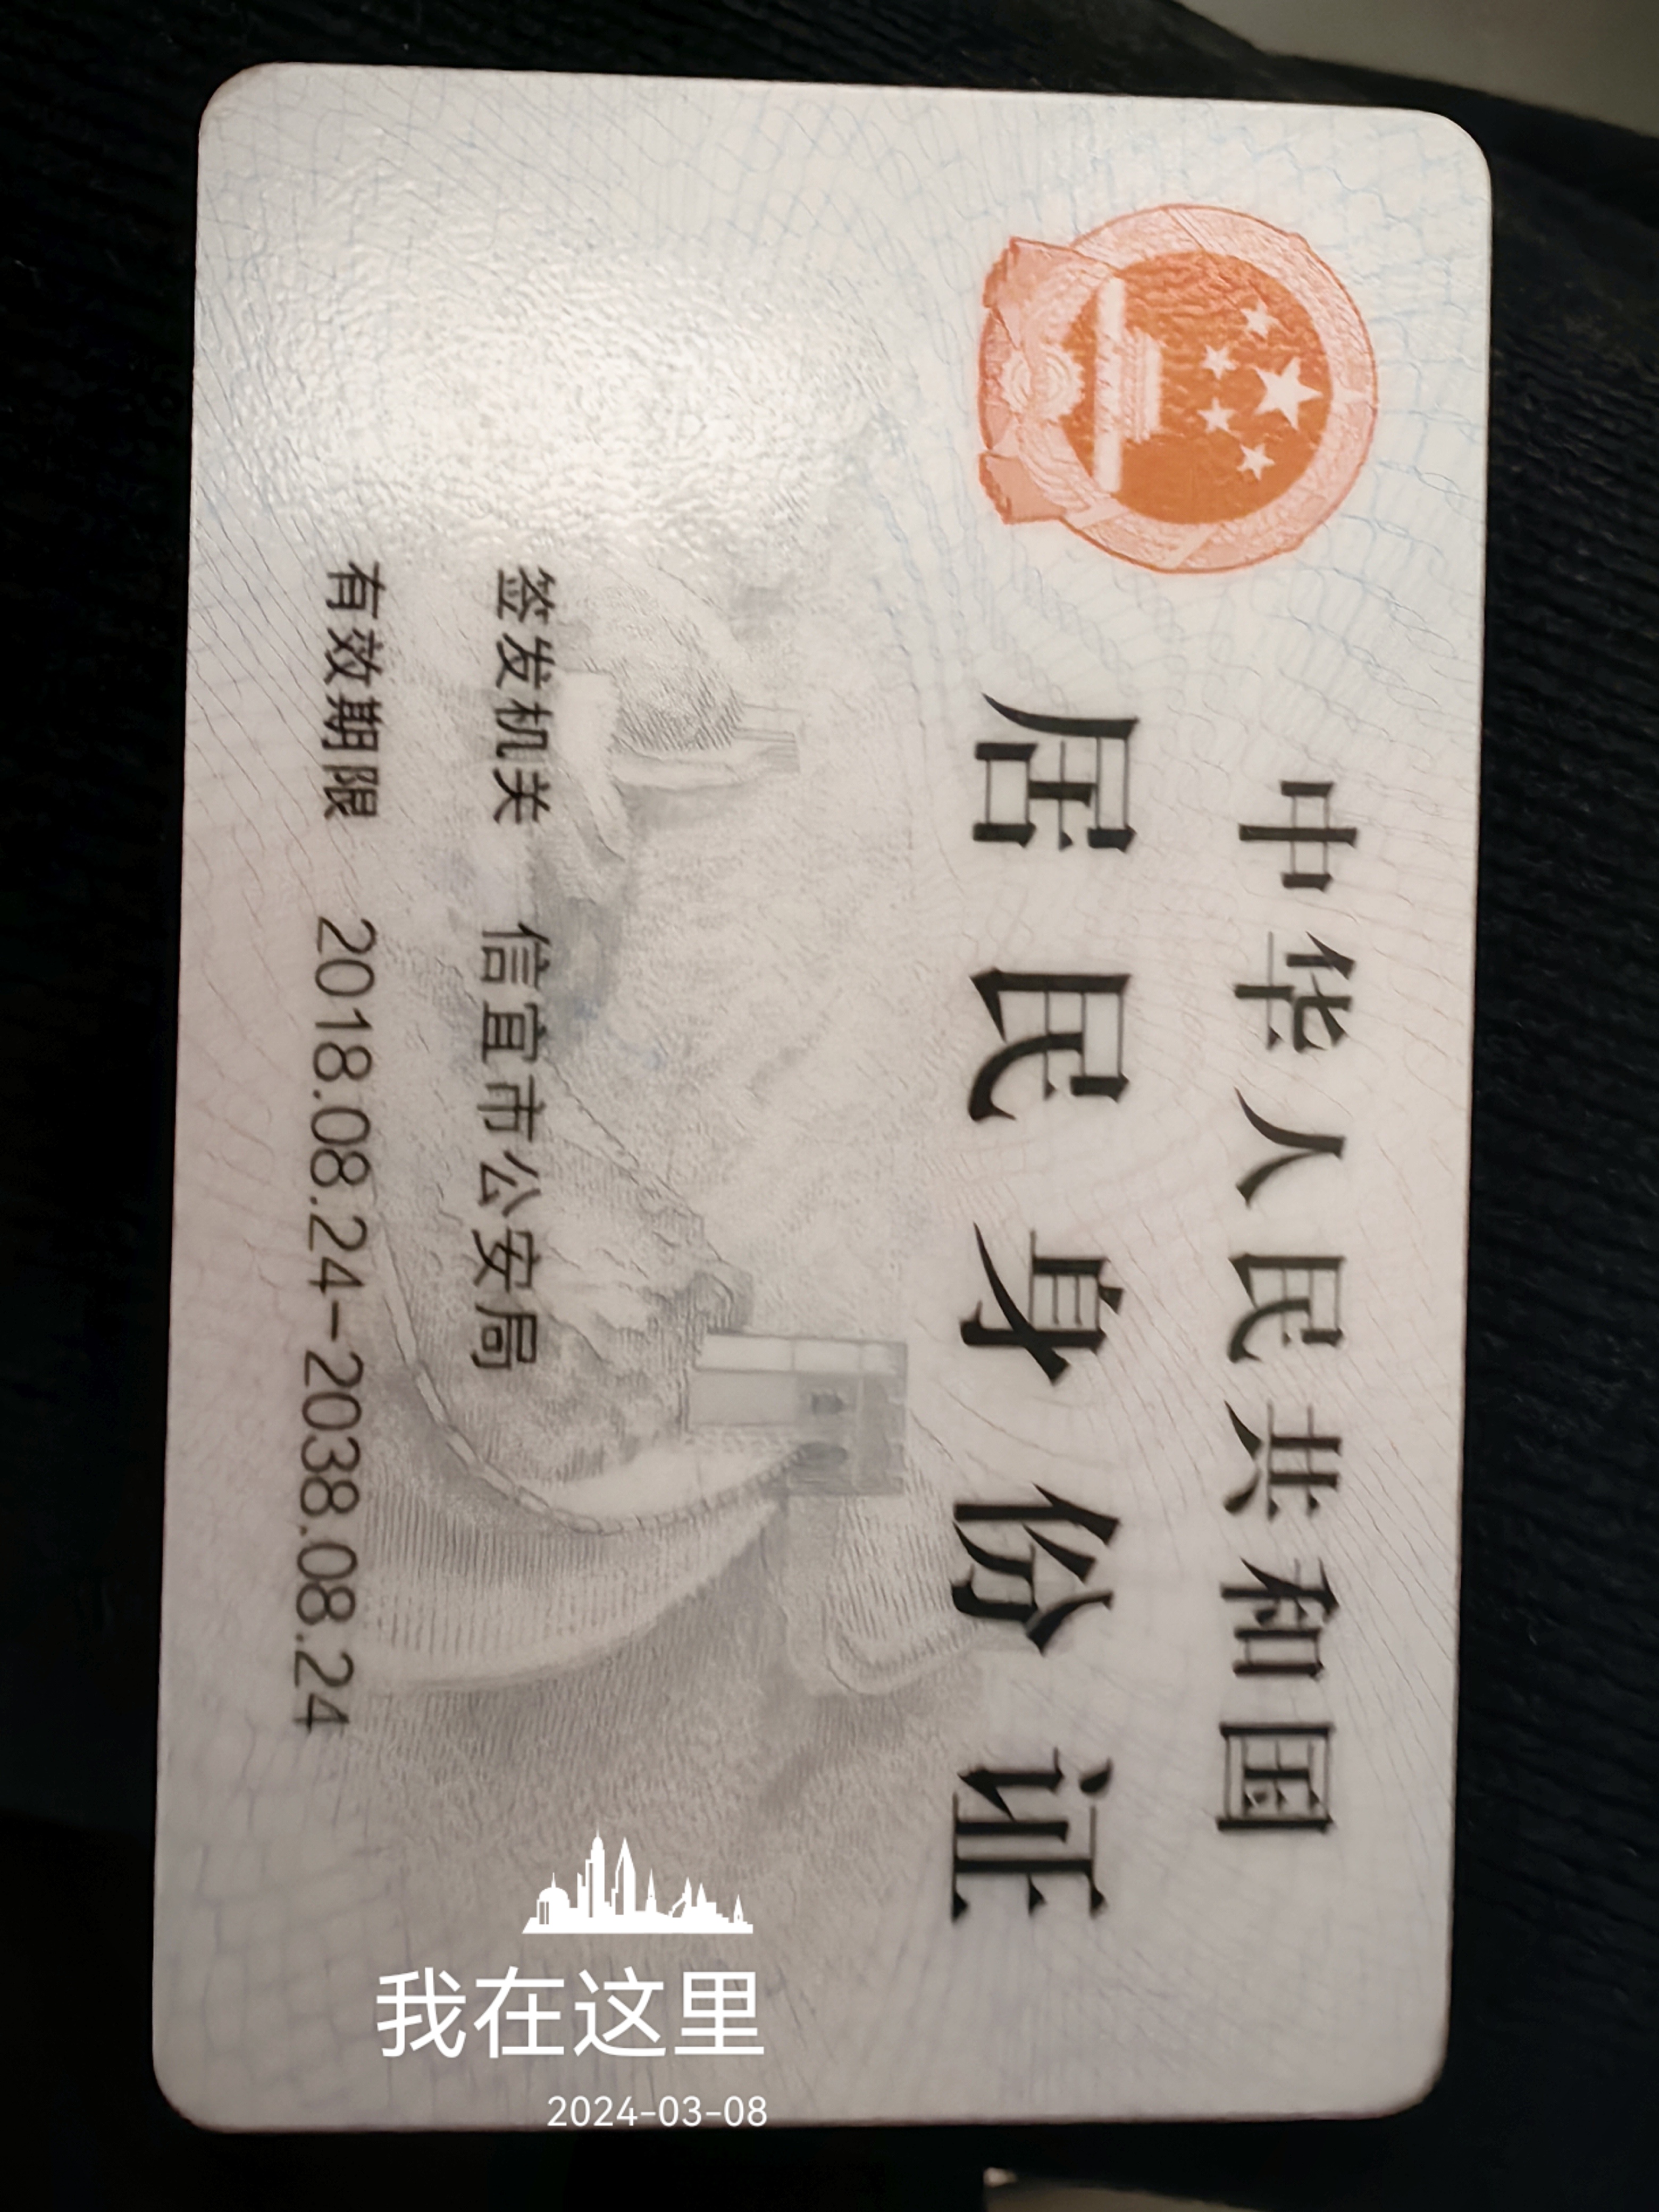 中华人民共和国
居民身份证
签发机关 信宜市公安局
有效期限 2018.08.24-2038.08.24
我在这里
2024-03-08